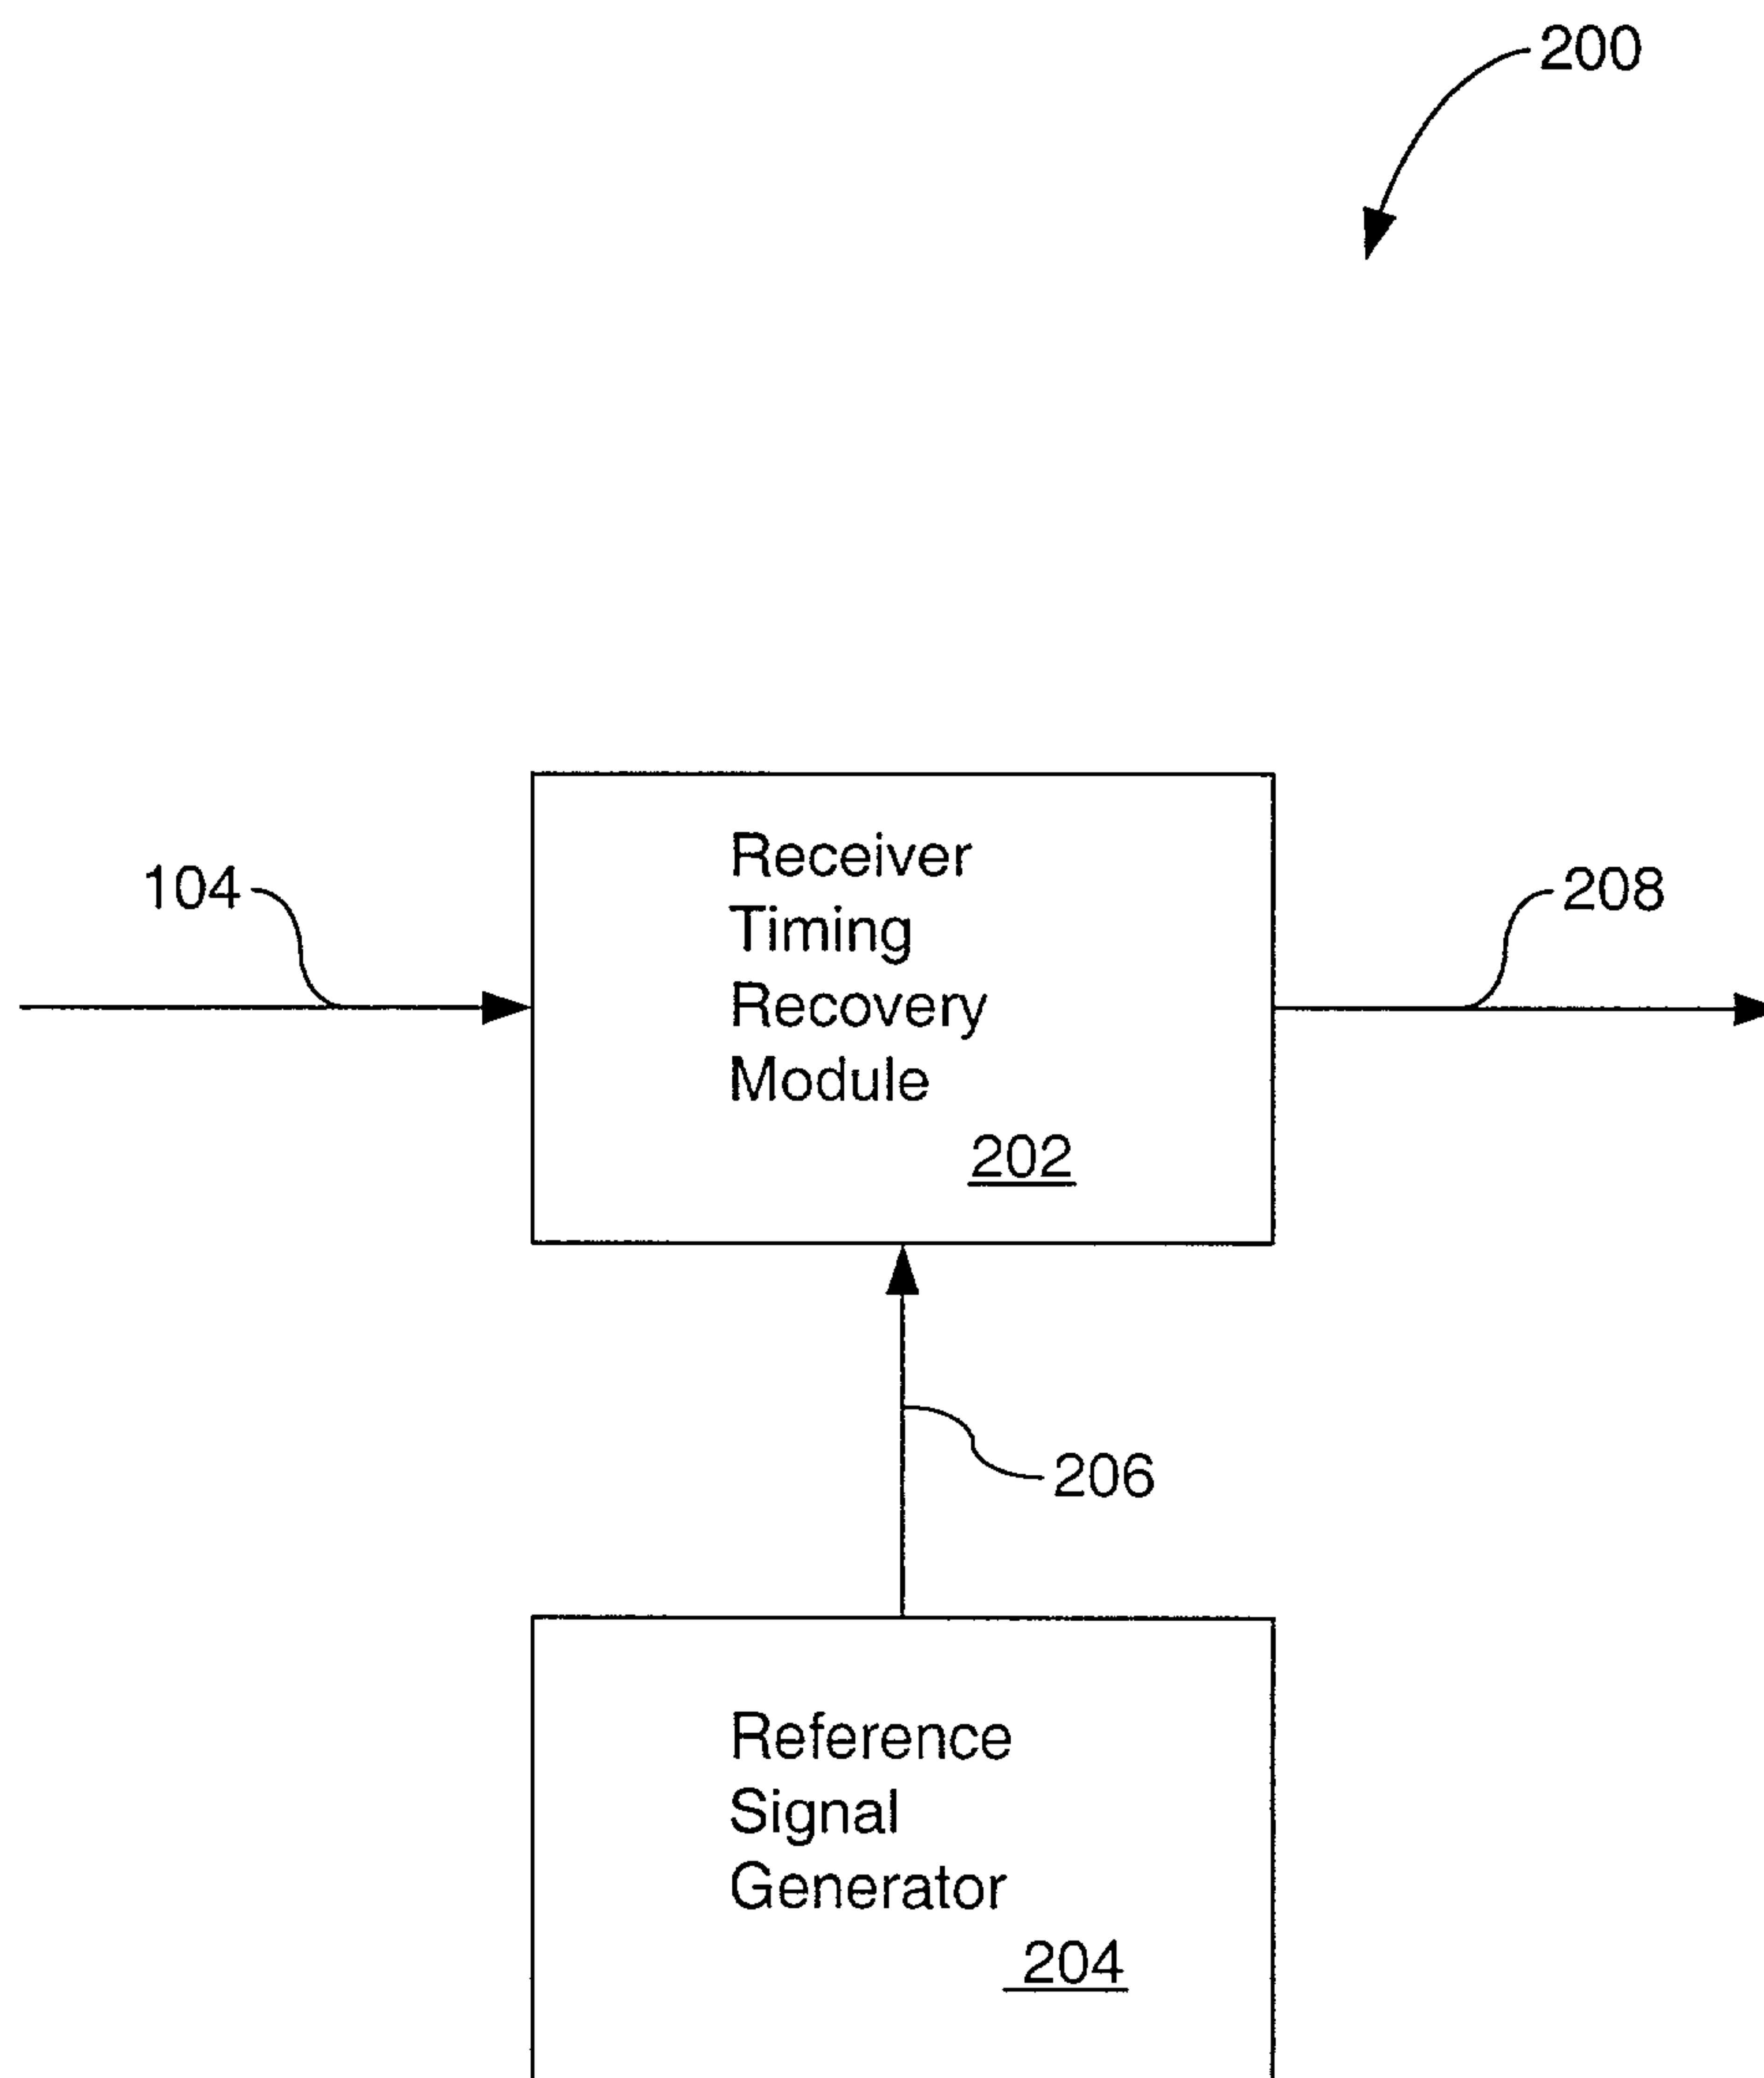 200
Receiver
Timing
Recovery
Module
202
104
208
206
Reference
Signal
Generator
204